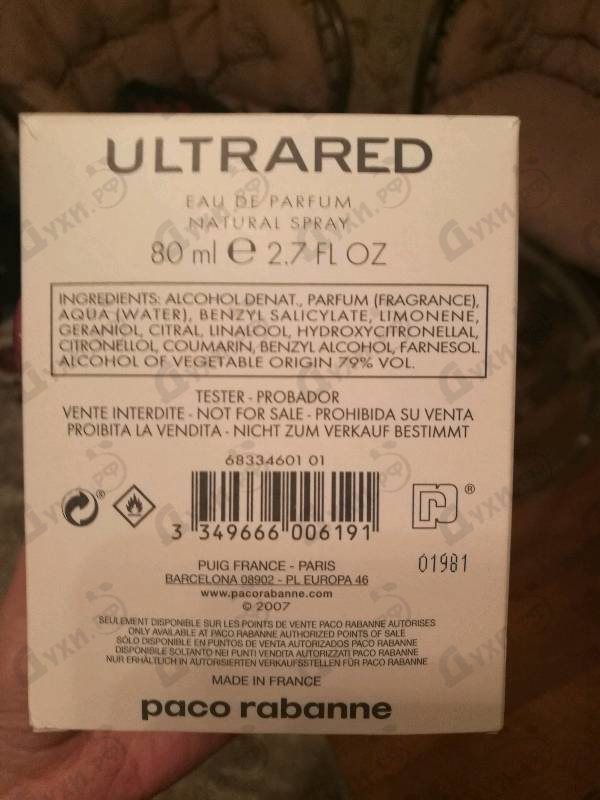 ULTRARED
EAU DE PARFUM
NATURAL SPRAY
80 ml e 2.7 FL OZ
INGREDIENTS: ALCOHOL DENAT., PARFUM (FRAGRANCE),
AQUA (WATER), BENZYL SALICYLATE, LIMONENE,
GERANIOL, CITRAL, LINALOOL, HYDROXYCITRONELLAL,
CITRONELLOL, COUMARIN, BENZYL ALCOHOL, FARNESOL.
ALCOHOL OF VEGETABLE ORIGIN 79% VOL.
TESTER - PROBADOR
VENTE INTERDITE - NOT FOR SALE - PROHIBIDA SU VENTA
PROIBITA LA VENDITA - NICHT ZUM VERKAUF BESTIMMT
68334601 01
3 349666 006191
®
®
01981
PUIG FRANCE - PARIS
BARCELONA 08902 - PL EUROPA 46
www.pacorabanne.com
© 2007
SEULEMENT DISPONIBLE SUR LES POINTS DE VENTE PACO RABANNE AUTORISES
ONLY AVAILABLE AT PACO RABANNE AUTHORIZED POINTS OF SALE
SÓLO DISPONIBLE EN PUNTOS DE VENTA AUTORIZADOS PACO RABANNE
DISPONIBILE SOLTANTO NEI PUNTI VENDITA AUTORIZZATI PACO RABANNE
NUR ERHÄLTLICH IN AUTORISIERTEN VERKAUFSSTELLEN FÜR PACO RABANNE
MADE IN FRANCE
paco rabanne
Духи.рф